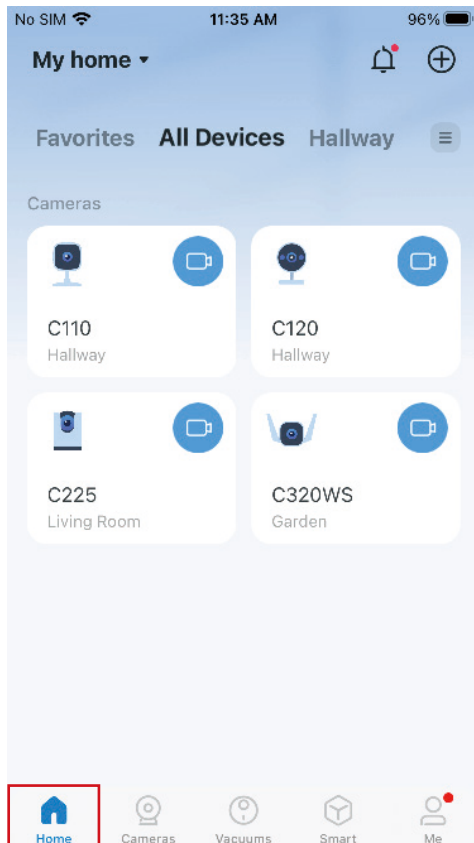 No SIM 11:35 AM 96%
My home
Favorites All Devices Hallway
Cameras
C110 C120
Hallway Hallway
C225 C320WS
Living Room Garden
Home Cameras Vacuums Smart Me